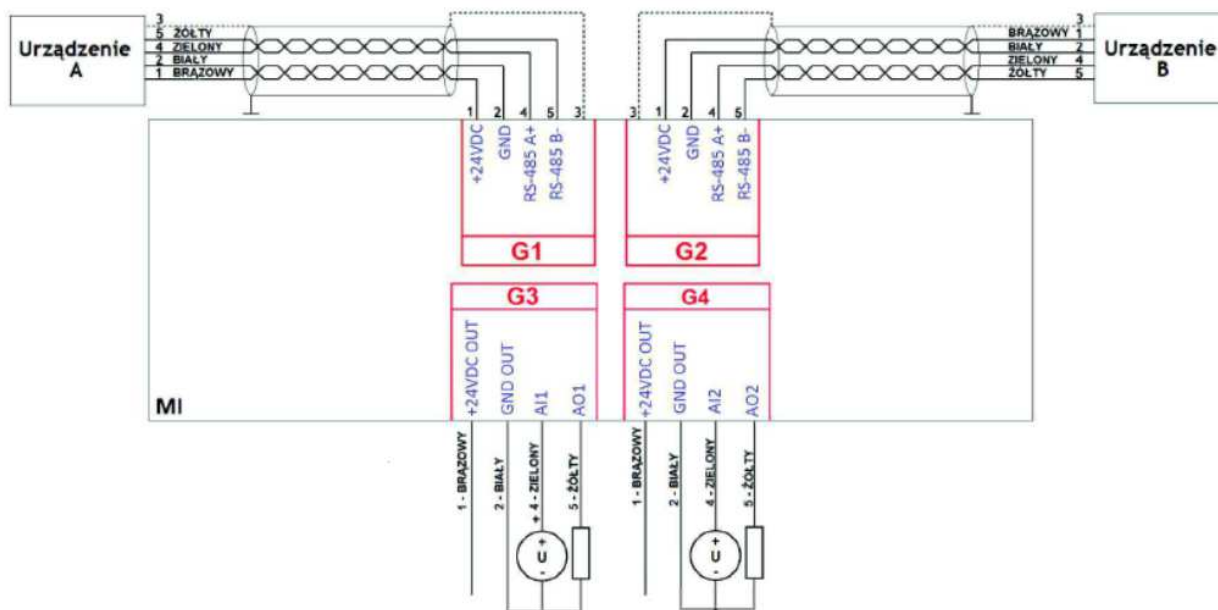 Urządzenie
A
3
5 ŻÓŁTY
4 ZIELONY
2 BIAŁY
1 BRĄZOWY
3
BRĄZOWY 1
BIAŁY 2
ZIELONY 4
ŻÓŁTY 5
Urządzenie
B
1 2 4 5 3
3 1 2 4 5
+24VDC
GND
RS-485 A+
RS-485 B-
G1
+24VDC
GND
RS-485 A+
RS-485 B-
G2
G3
+24VDC OUT
GND OUT
AI1
AO1
G4
+24VDC OUT
GND OUT
AI2
AO2
MI
1 - BRĄZOWY
2 - BIAŁY
+ 4 - ZIELONY
5 - ŻÓŁTY
1 - BRĄZOWY
2 - BIAŁY
4 - ZIELONY
5 - ŻÓŁTY
+
U
-
+
U
-